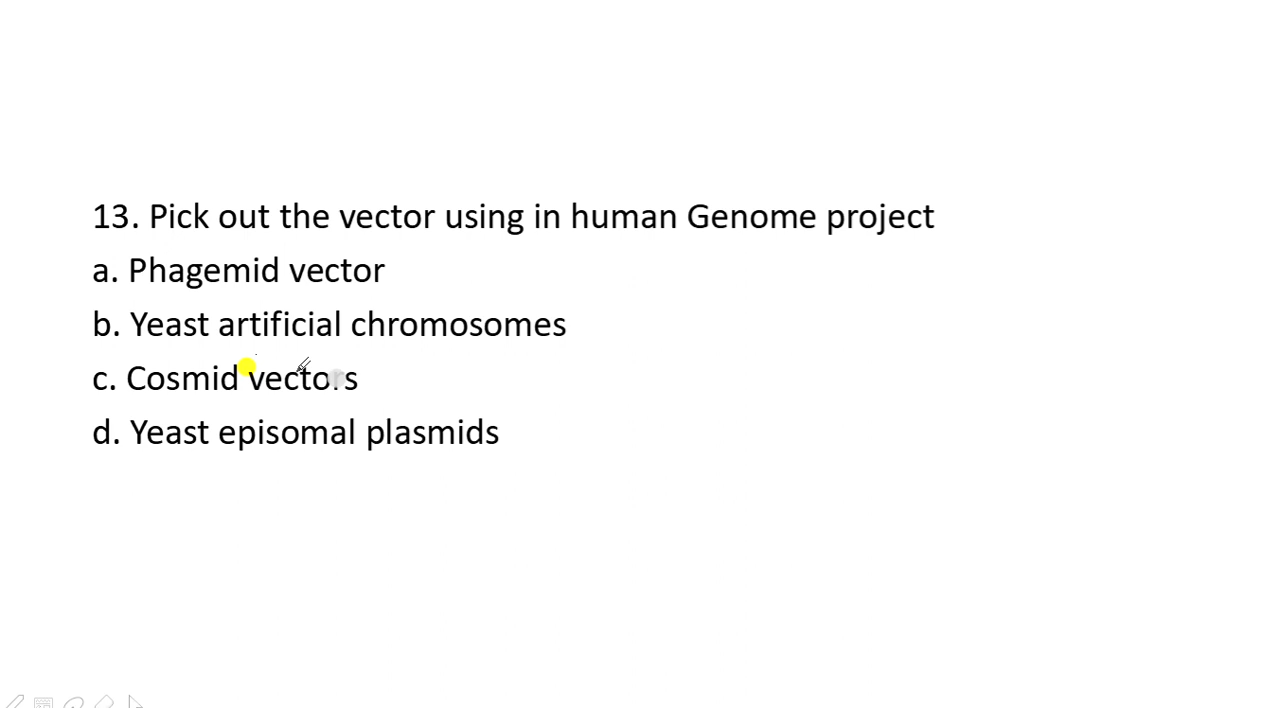 13. Pick out the vector using in human Genome project
a. Phagemid vector
b. Yeast artificial chromosomes
c. Cosmid vectors
d. Yeast episomal plasmids